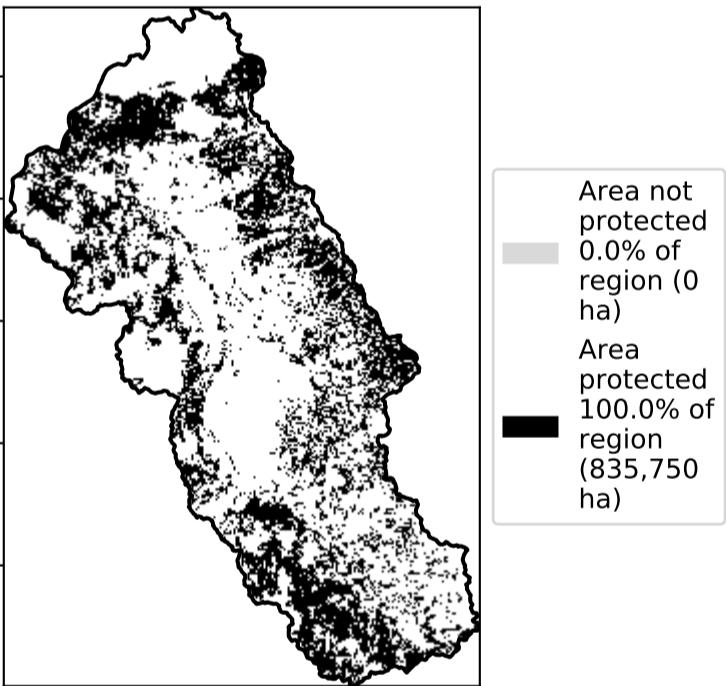 Area not
protected
0.0% of
region (0
ha)
Area
protected
100.0% of
region
(835,750
ha)